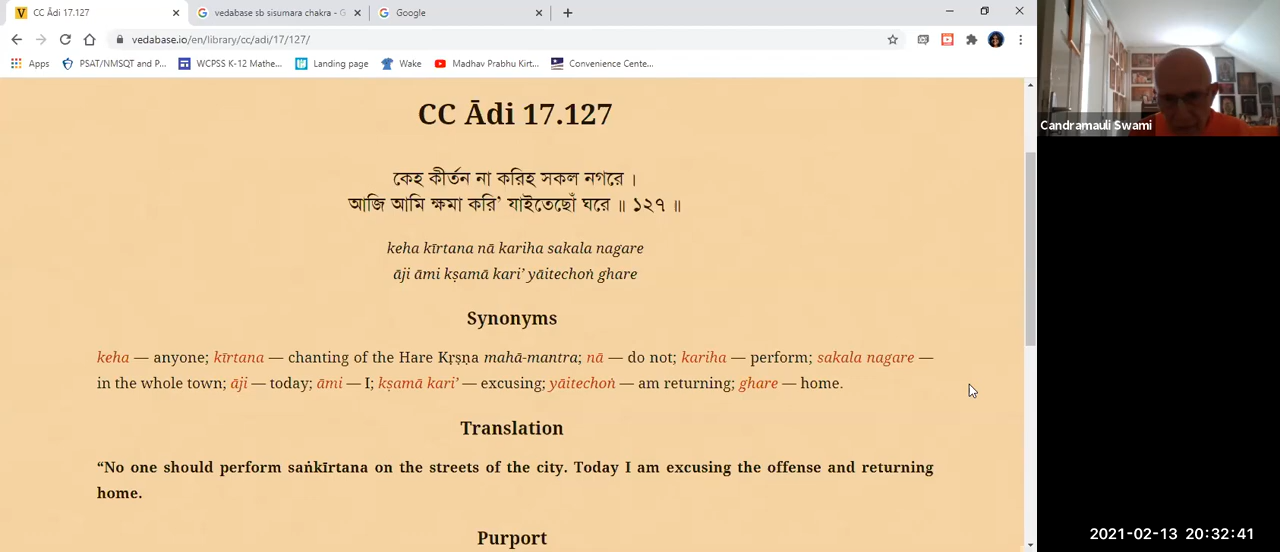 CC Ādi 17.127
vedabase sb sisumara chakra - G
Google
vedabase.io/en/library/cc/adi/17/127/
Apps
PSAT/NMSQT and P...
WCPSS K-12 Mathe...
Landing page
Wake
Madhav Prabhu Kirt...
Convenience Cente...
CC Ādi 17.127
কেহ কীর্তন না করিহ সকল নগরে ।
আজি আমি ক্ষমা করি’ যাইতেছোঁ ঘরে ॥ ১২৭ ॥
keha kīrtana nā kariha sakala nagare
āji āmi kṣamā kari’ yāitechoṅ ghare
Synonyms
keha — anyone; kīrtana — chanting of the Hare Kṛṣṇa mahā-mantra; nā — do not; kariha — perform; sakala nagare —
in the whole town; āji — today; āmi — I; kṣamā kari’ — excusing; yāitechoṅ — am returning; ghare — home.
Translation
“No one should perform saṅkīrtana on the streets of the city. Today I am excusing the offense and returning
home.
Purport
Candramauli Swami
2021-02-13 20:32:41